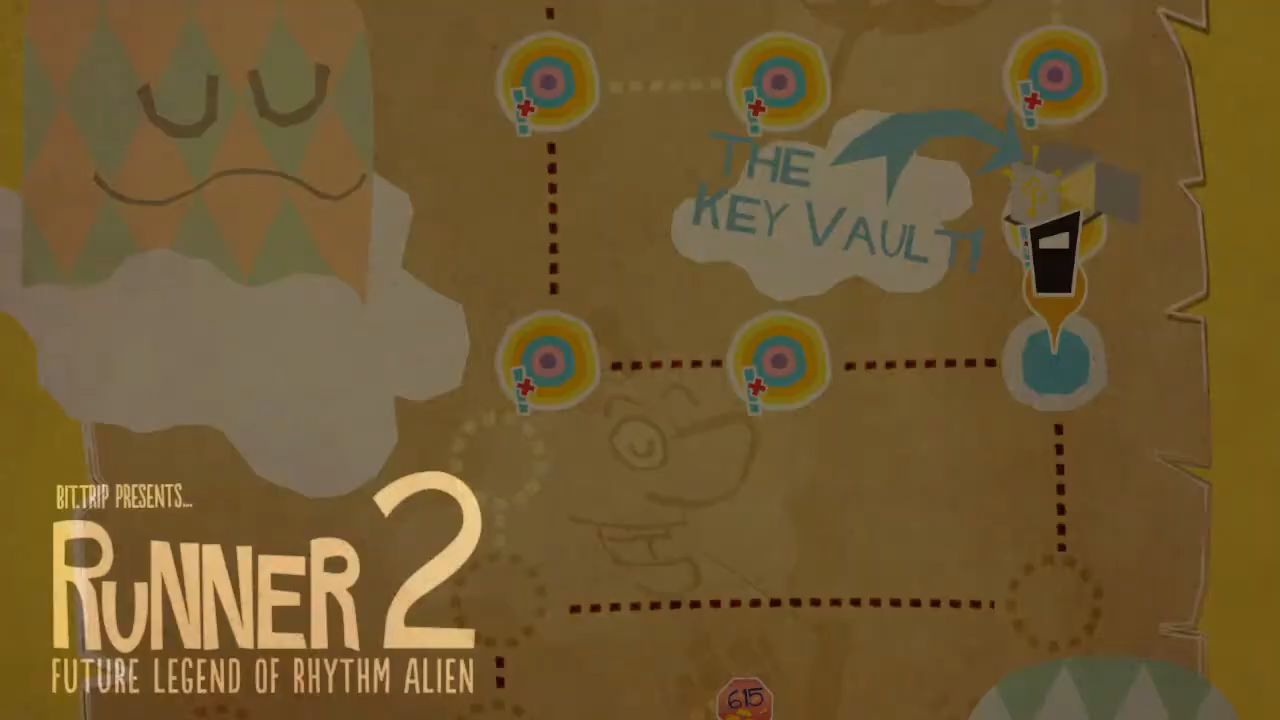 THE
KEY VAULT!
BIT.TRIP PRESENTS...
RUNNER 2
FUTURE LEGEND OF RHYTHM ALIEN
615